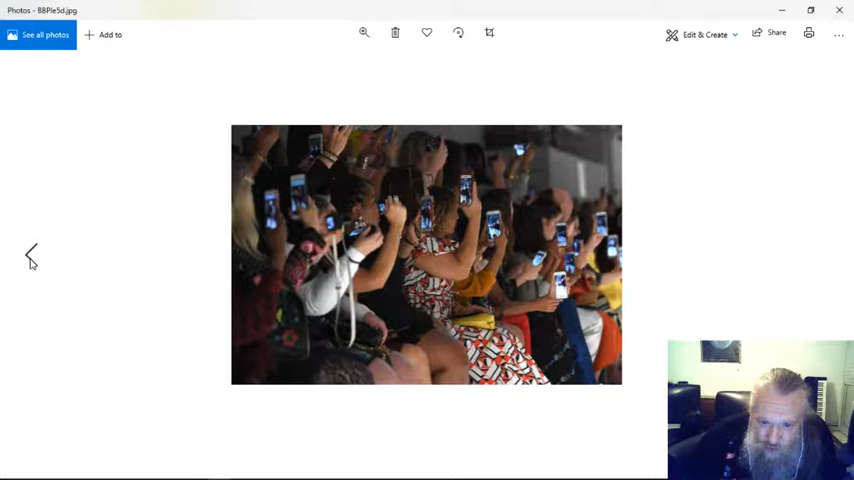 Photos - BBPle5d.jpg
See all photos
Add to
Edit & Create
Share